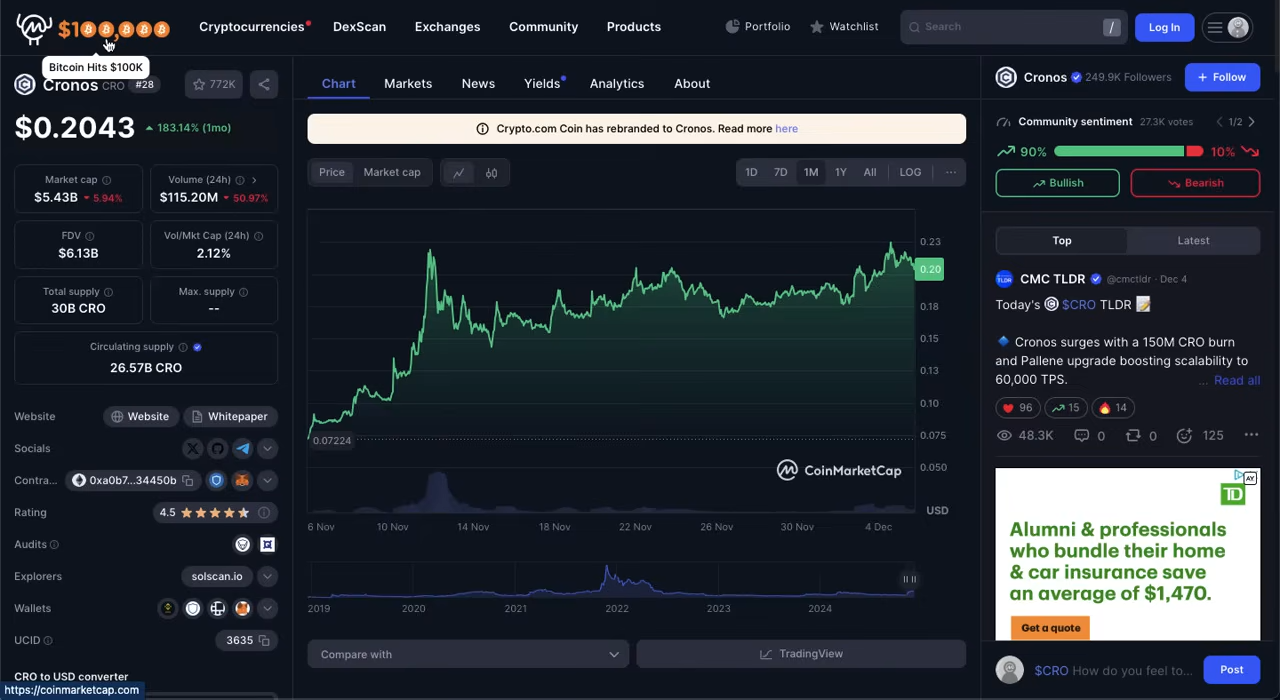 $1₿₿,₿₿₿
Cryptocurrencies
DexScan
Exchanges
Community
Products
Portfolio
Watchlist
Search
/
Log In
Bitcoin Hits $100K
Cronos CRO #28
772K
$0.2043 183.14% (1mo)
Market cap
$5.43B 5.94%
Volume (24h)
$115.20M 50.97%
FDV
$6.13B
Vol/Mkt Cap (24h)
2.12%
Total supply
30B CRO
Max. supply
--
Circulating supply
26.57B CRO
Website Website Whitepaper
Socials
Contra... 0xa0b7...34450b
Rating 4.5
Audits
Explorers solscan.io
Wallets
UCID 3635
CRO to USD converter
https://coinmarketcap.com
Chart Markets News Yields Analytics About
Crypto.com Coin has rebranded to Cronos. Read more here
Price Market cap
1D 7D 1M 1Y All LOG ...
0.23
0.20
0.18
0.15
0.13
0.10
0.075
0.050
0.07224
CoinMarketCap
USD
6 Nov 10 Nov 14 Nov 18 Nov 22 Nov 26 Nov 30 Nov 4 Dec
2019 2020 2021 2022 2023 2024
Compare with
TradingView
Cronos 249.9K Followers
+ Follow
Community sentiment 27.3K votes 1/2
90% 10%
Bullish Bearish
Top Latest
CMC TLDR @cmctldr · Dec 4
Today's $CRO TLDR
Cronos surges with a 150M CRO burn
and Pallene upgrade boosting scalability to
60,000 TPS. ... Read all
96 15 14
48.3K 0 0 125 ...
TD
Alumni & professionals
who bundle their home
& car insurance save
an average of $1,470.
Get a quote
$CRO How do you feel to...
Post